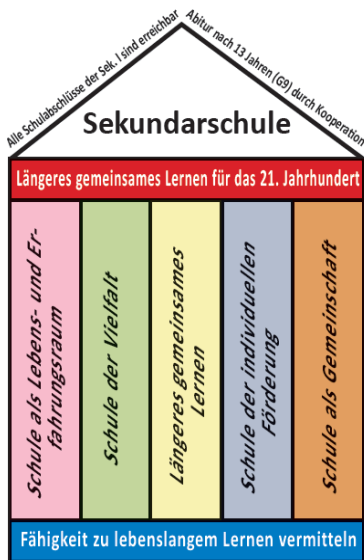 Alle Schulabschlüsse der Sek. I sind erreichbar
Abitur nach 13 Jahren (G9) durch Kooperation
Sekundarschule
Längeres gemeinsames Lernen für das 21. Jahrhundert
Schule als Lebens- und Er-
fahrungsraum
Schule der Vielfalt
Längeres gemeinsames
Lernen
Schule der individuellen
Förderung
Schule als Gemeinschaft
Fähigkeit zu lebenslangem Lernen vermitteln